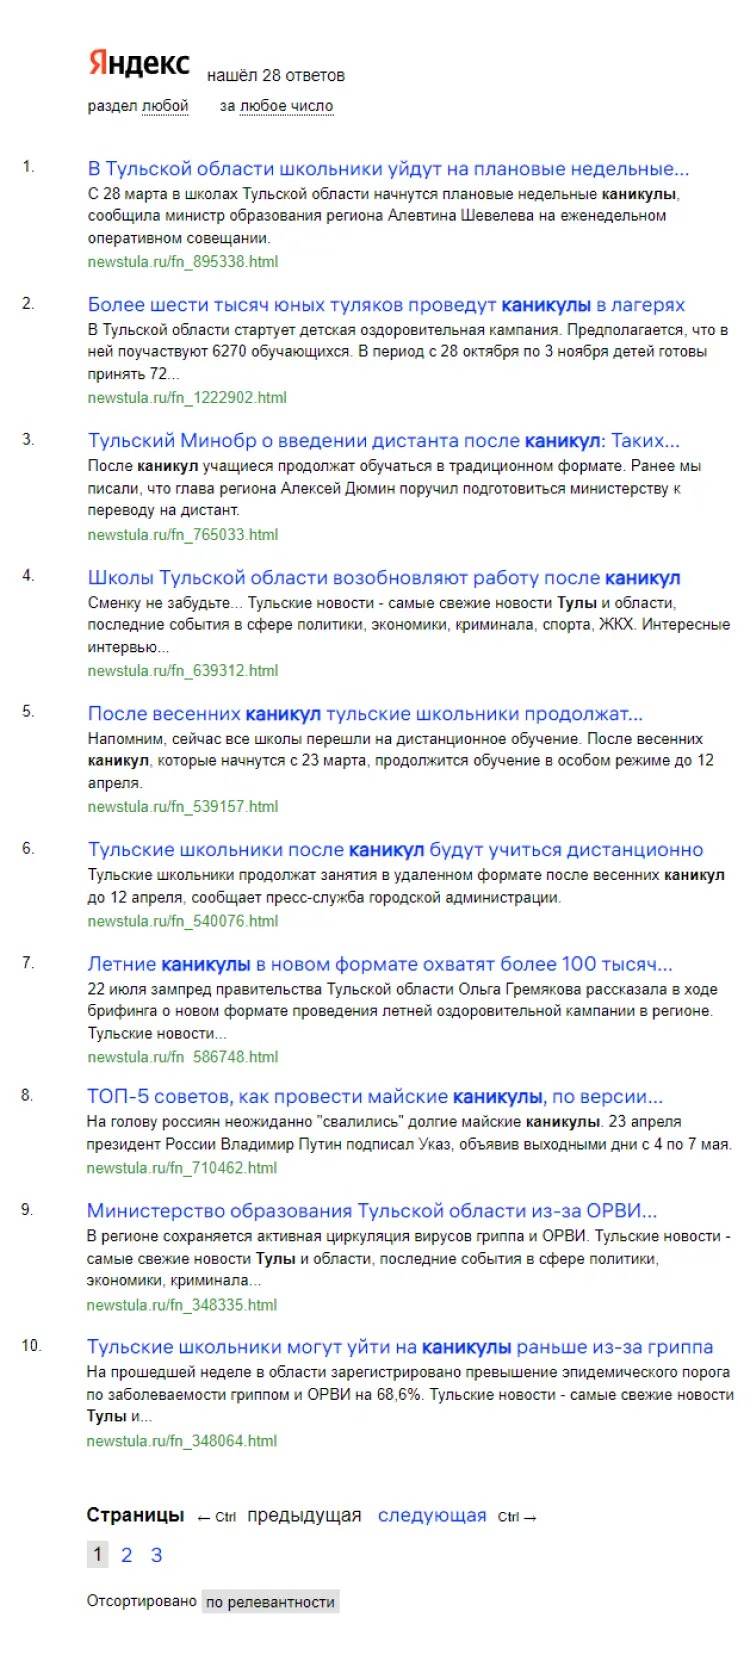 Яндекс нашёл 28 ответов
раздел любой за любое число
1. В Тульской области школьники уйдут на плановые недельные...
С 28 марта в школах Тульской области начнутся плановые недельные каникулы,
сообщила министр образования региона Алевтина Шевелева на еженедельном
оперативном совещании.
newstula.ru/fn_895338.html
2. Более шести тысяч юных туляков проведут каникулы в лагерях
В Тульской области стартует детская оздоровительная кампания. Предполагается, что в
ней поучаствуют 6270 обучающихся. В период с 28 октября по 3 ноября детей готовы
принять 72...
newstula.ru/fn_1222902.html
3. Тульский Минобр о введении дистанта после каникул: Таких...
После каникул учащиеся продолжат обучаться в традиционном формате. Ранее мы
писали, что глава региона Алексей Дюмин поручил подготовиться министерству к
переводу на дистант.
newstula.ru/fn_765033.html
4. Школы Тульской области возобновляют работу после каникул
Сменку не забудьте... Тульские новости - самые свежие новости Тулы и области,
последние события в сфере политики, экономики, криминала, спорта, ЖКХ. Интересные
интервью...
newstula.ru/fn_639312.html
5. После весенних каникул тульские школьники продолжат...
Напомним, сейчас все школы перешли на дистанционное обучение. После весенних
каникул, которые начнутся с 23 марта, продолжится обучение в особом режиме до 12
апреля.
newstula.ru/fn_539157.html
6. Тульские школьники после каникул будут учиться дистанционно
Тульские школьники продолжат занятия в удаленном формате после весенних каникул
до 12 апреля, сообщает пресс-служба городской администрации.
newstula.ru/fn_540076.html
7. Летние каникулы в новом формате охватят более 100 тысяч...
22 июля зампред правительства Тульской области Ольга Гремякова рассказала в ходе
брифинга о новом формате проведения летней оздоровительной кампании в регионе.
Тульские новости...
newstula.ru/fn_586748.html
8. ТОП-5 советов, как провести майские каникулы, по версии...
На голову россиян неожиданно "свалились" долгие майские каникулы. 23 апреля
президент России Владимир Путин подписал Указ, объявив выходными дни с 4 по 7 мая.
newstula.ru/fn_710462.html
9. Министерство образования Тульской области из-за ОРВИ...
В регионе сохраняется активная циркуляция вирусов гриппа и ОРВИ. Тульские новости -
самые свежие новости Тулы и области, последние события в сфере политики,
экономики, криминала...
newstula.ru/fn_348335.html
10. Тульские школьники могут уйти на каникулы раньше из-за гриппа
На прошедшей неделе в области зарегистрировано превышение эпидемического порога
по заболеваемости гриппом и ОРВИ на 68,6%. Тульские новости - самые свежие новости
Тулы и...
newstula.ru/fn_348064.html
Страницы ← Ctrl предыдущая следующая Ctrl →
1 2 3
Отсортировано по релевантности